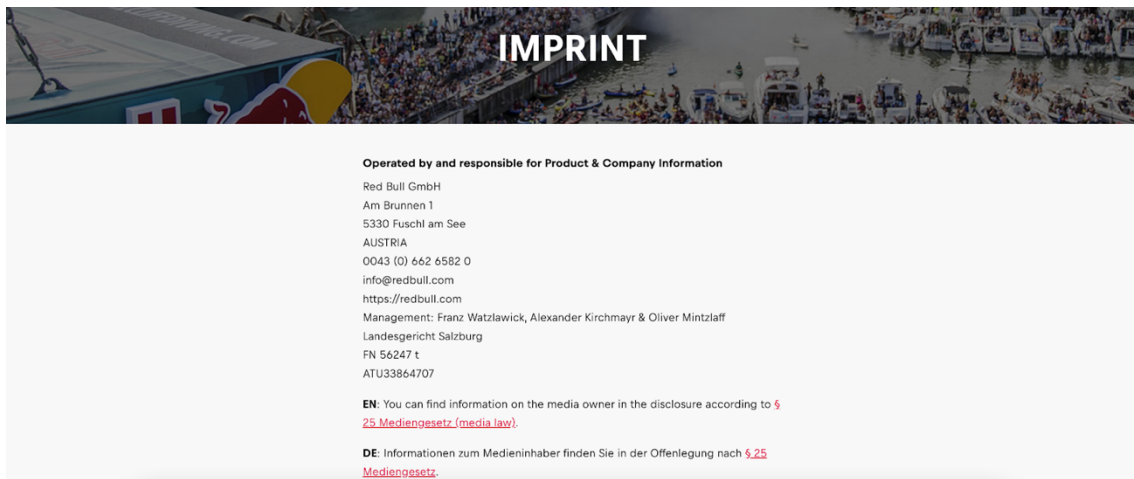 IMPRINT
Operated by and responsible for Product & Company Information
Red Bull GmbH
Am Brunnen 1
5330 Fuschl am See
AUSTRIA
0043 (0) 662 6582 0
info@redbull.com
https://redbull.com
Management: Franz Watzlawick, Alexander Kirchmayr & Oliver Mintzlaff
Landesgericht Salzburg
FN 56247 t
ATU33864707
EN: You can find information on the media owner in the disclosure according to §
25 Mediengesetz (media law).
DE: Informationen zum Medieninhaber finden Sie in der Offenlegung nach § 25
Mediengesetz.